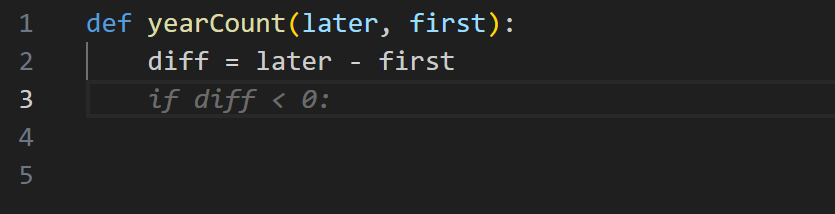 1 def yearCount(later, first):
2     diff = later - first
3     if diff < 0:
4
5